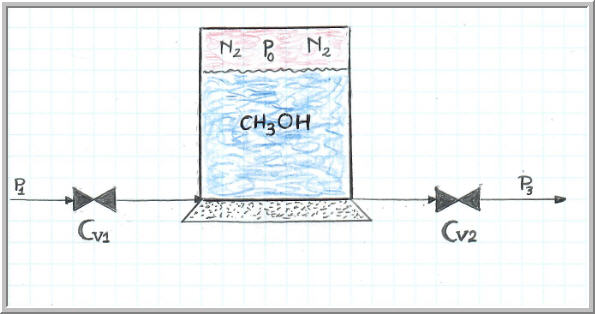 N₂ P₀ N₂
CH₃OH
P₁
P₃
Cv₁
Cv₂